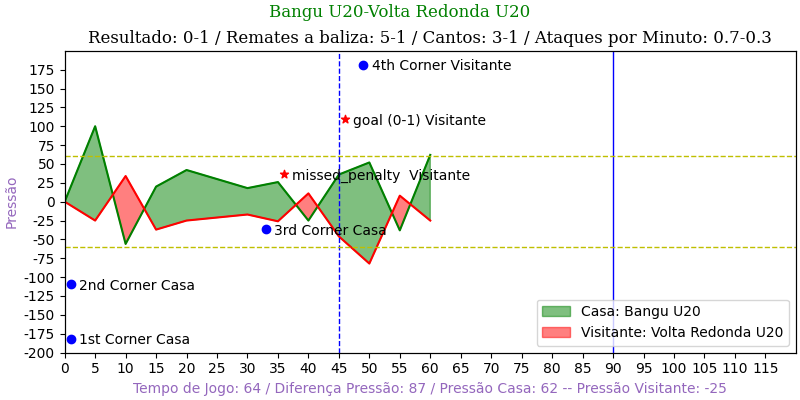 Bangu U20-Volta Redonda U20
Resultado: 0-1 / Remates a baliza: 5-1 / Cantos: 3-1 / Ataques por Minuto: 0.7-0.3
Pressão
175
150
125
100
75
50
25
0
-25
-50
-75
-100
-125
-150
-175
-200
4th Corner Visitante
goal (0-1) Visitante
missed_penalty  Visitante
3rd Corner Casa
2nd Corner Casa
1st Corner Casa
Casa: Bangu U20
Visitante: Volta Redonda U20
0 5 10 15 20 25 30 35 40 45 50 55 60 65 70 75 80 85 90 95 100 105 110 115
Tempo de Jogo: 64 / Diferença Pressão: 87 / Pressão Casa: 62 -- Pressão Visitante: -25